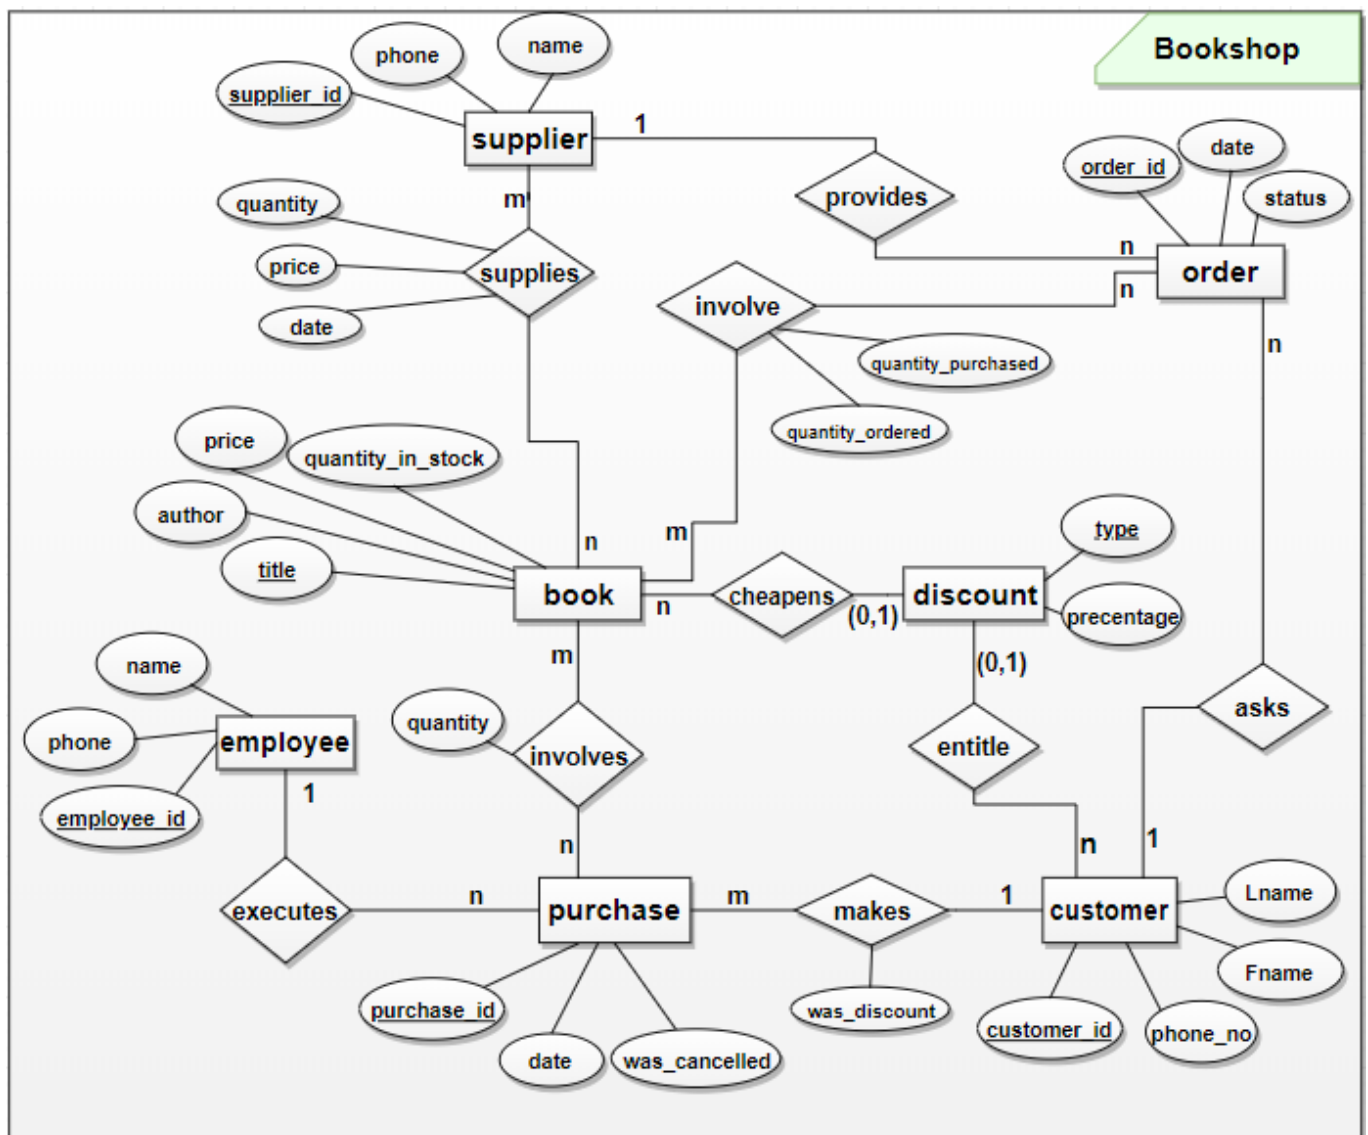 Bookshop
name
phone
supplier_id
supplier
1
provides
order_id
date
status
m
quantity
price
date
supplies
n
order
involve
n
n
quantity_purchased
quantity_ordered
price
quantity_in_stock
author
title
n
m
type
book
n
cheapens
(0,1)
discount
precentage
name
m
(0,1)
phone
employee
quantity
involves
entitle
asks
employee_id
1
n
n
1
executes
n
purchase
m
makes
1
customer
Lname
Fname
purchase_id
was_discount
customer_id
phone_no
date
was_cancelled